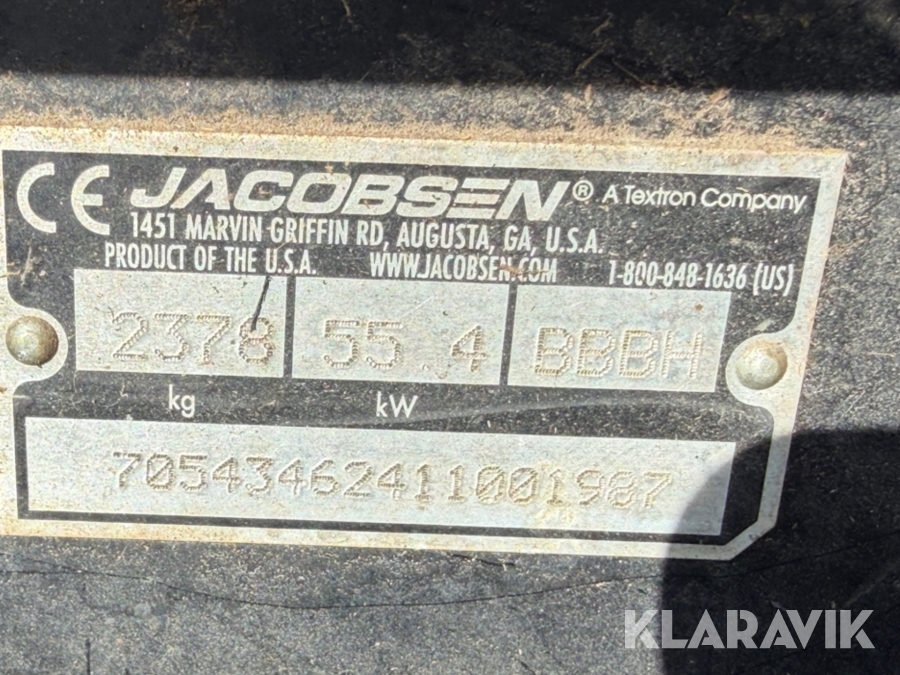 CE JACOBSEN® A Textron Company
1451 MARVIN GRIFFIN RD, AUGUSTA, GA, U.S.A.
PRODUCT OF THE U.S.A. WWW.JACOBSEN.COM 1-800-848-1636 (US)
2378 55 4 BBBH
kg kW
70543462411001987
KLARAVIK